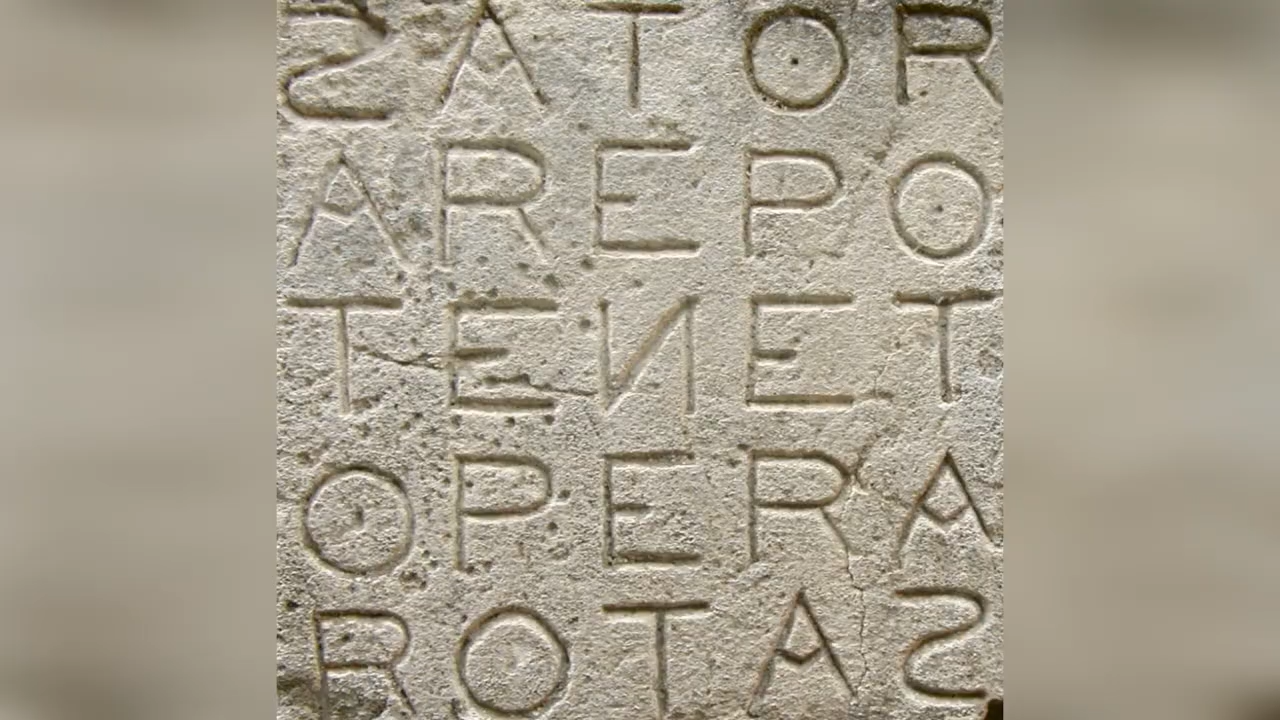 SATOR
AREPO
TENET
OPERA
ROTAS